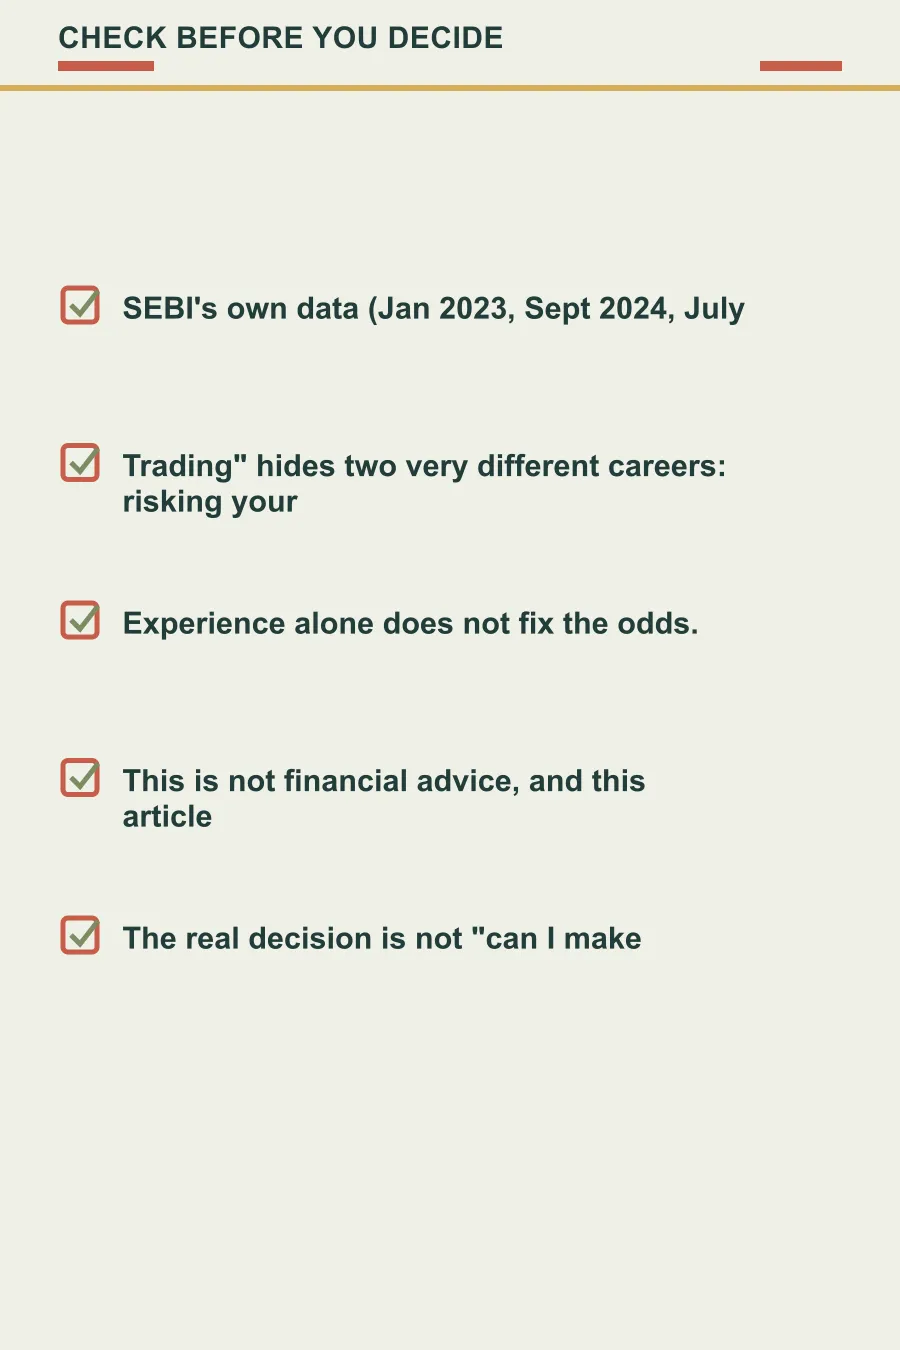 CHECK BEFORE YOU DECIDE
SEBI's own data (Jan 2023, Sept 2024, July
Trading" hides two very different careers:
risking your
Experience alone does not fix the odds.
This is not financial advice, and this
article
The real decision is not "can I make